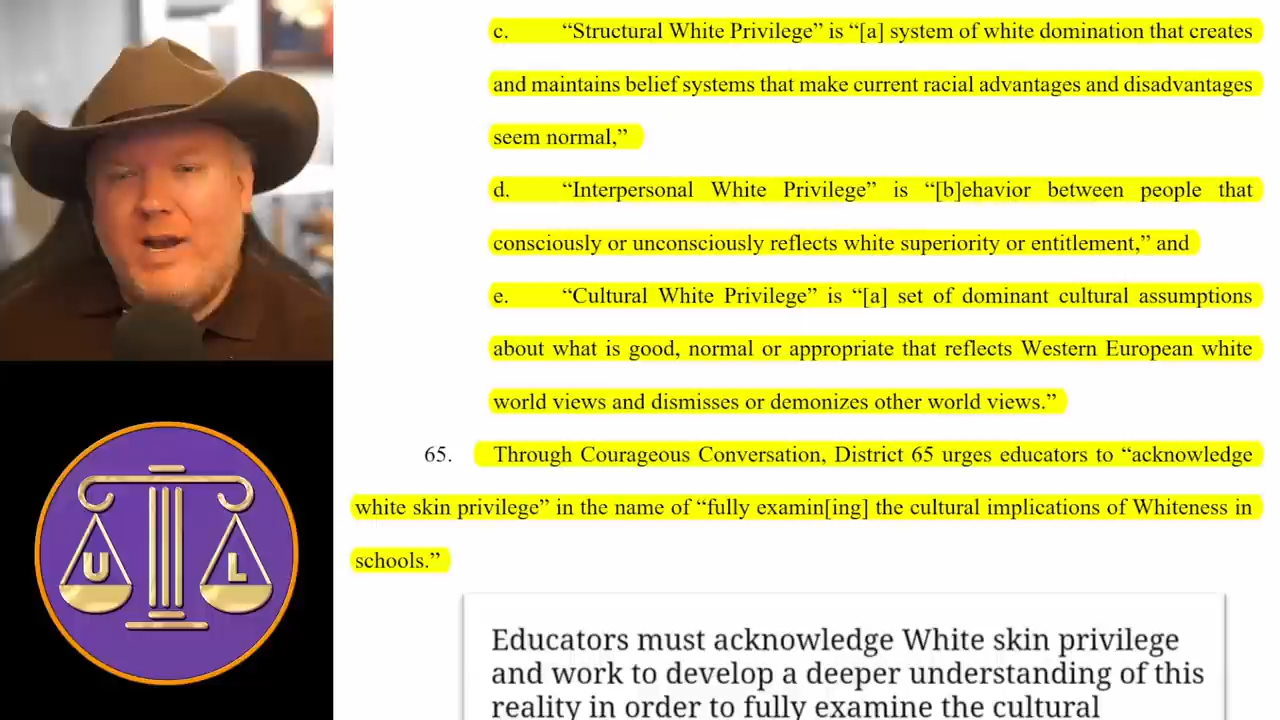 c. “Structural White Privilege” is “[a] system of white domination that creates
and maintains belief systems that make current racial advantages and disadvantages
seem normal,”
d. “Interpersonal White Privilege” is “[b]ehavior between people that
consciously or unconsciously reflects white superiority or entitlement,” and
e. “Cultural White Privilege” is “[a] set of dominant cultural assumptions
about what is good, normal or appropriate that reflects Western European white
world views and dismisses or demonizes other world views.”
65. Through Courageous Conversation, District 65 urges educators to “acknowledge
white skin privilege” in the name of “fully examin[ing] the cultural implications of Whiteness in
schools.”
Educators must acknowledge White skin privilege
and work to develop a deeper understanding of this
reality in order to fully examine the cultural
U L